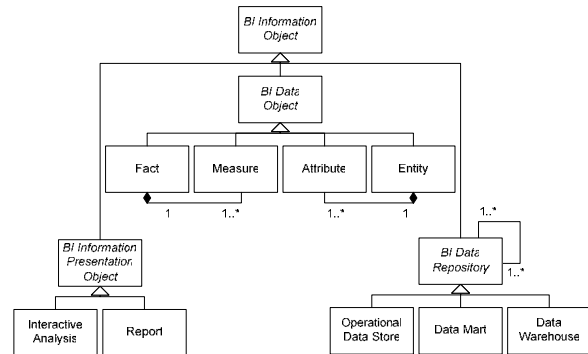 BI Information
Object
BI Data
Object
Fact
Measure
Attribute
Entity
1
1..*
1..*
1
1..*
1..*
BI Information
Presentation
Object
BI Data
Repository
Interactive
Analysis
Report
Operational
Data Store
Data Mart
Data
Warehouse